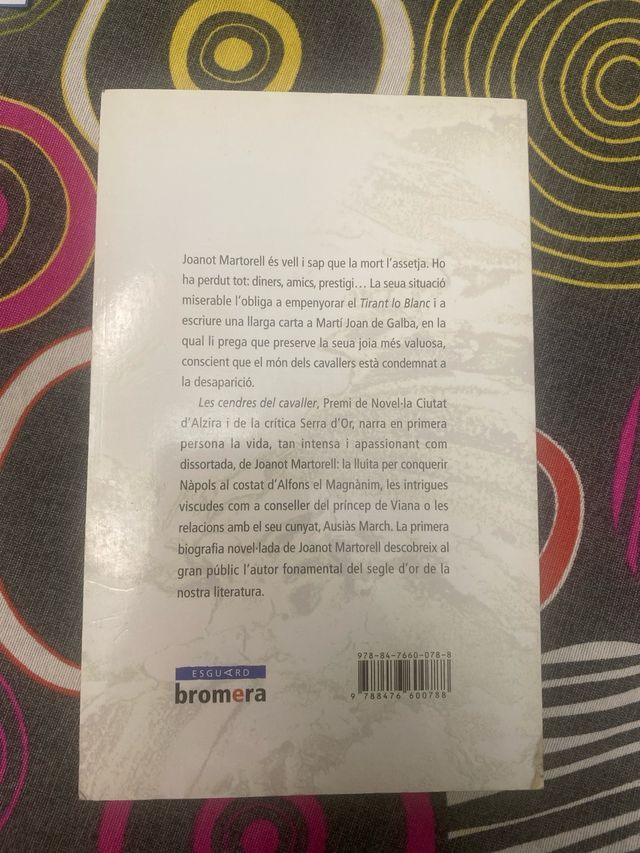 Joanot Martorell és vell i sap que la mort l'assetja. Ho
ha perdut tot: diners, amics, prestigi... La seua situació
miserable l'obliga a empenyorar el Tirant lo Blanc i a
escriure una llarga carta a Martí Joan de Galba, en la
qual li prega que preserve la seua joia més valuosa,
conscient que el món dels cavallers està condemnat a
la desaparició.
Les cendres del cavaller, Premi de Novel·la Ciutat
d'Alzira i de la crítica Serra d'Or, narra en primera
persona la vida, tan intensa i apassionant com
dissortada, de Joanot Martorell: la lluita per conquerir
Nàpols al costat d'Alfons el Magnànim, les intrigues
viscudes com a conseller del príncep de Viana o les
relacions amb el seu cunyat, Ausiàs March. La primera
biografia novel·lada de Joanot Martorell descobreix al
gran públic l'autor fonamental del segle d'or de la
nostra literatura.
ESGUARD
bromera
978-84-7660-078-8
9 788476 600788